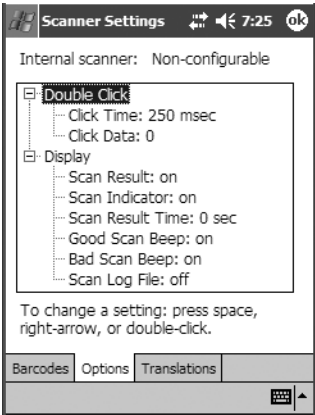 Scanner Settings 7:25 ok
Internal scanner: Non-configurable
Double Click
Click Time: 250 msec
Click Data: 0
Display
Scan Result: on
Scan Indicator: on
Scan Result Time: 0 sec
Good Scan Beep: on
Bad Scan Beep: on
Scan Log File: off
To change a setting: press space,
right-arrow, or double-click.
Barcodes Options Translations